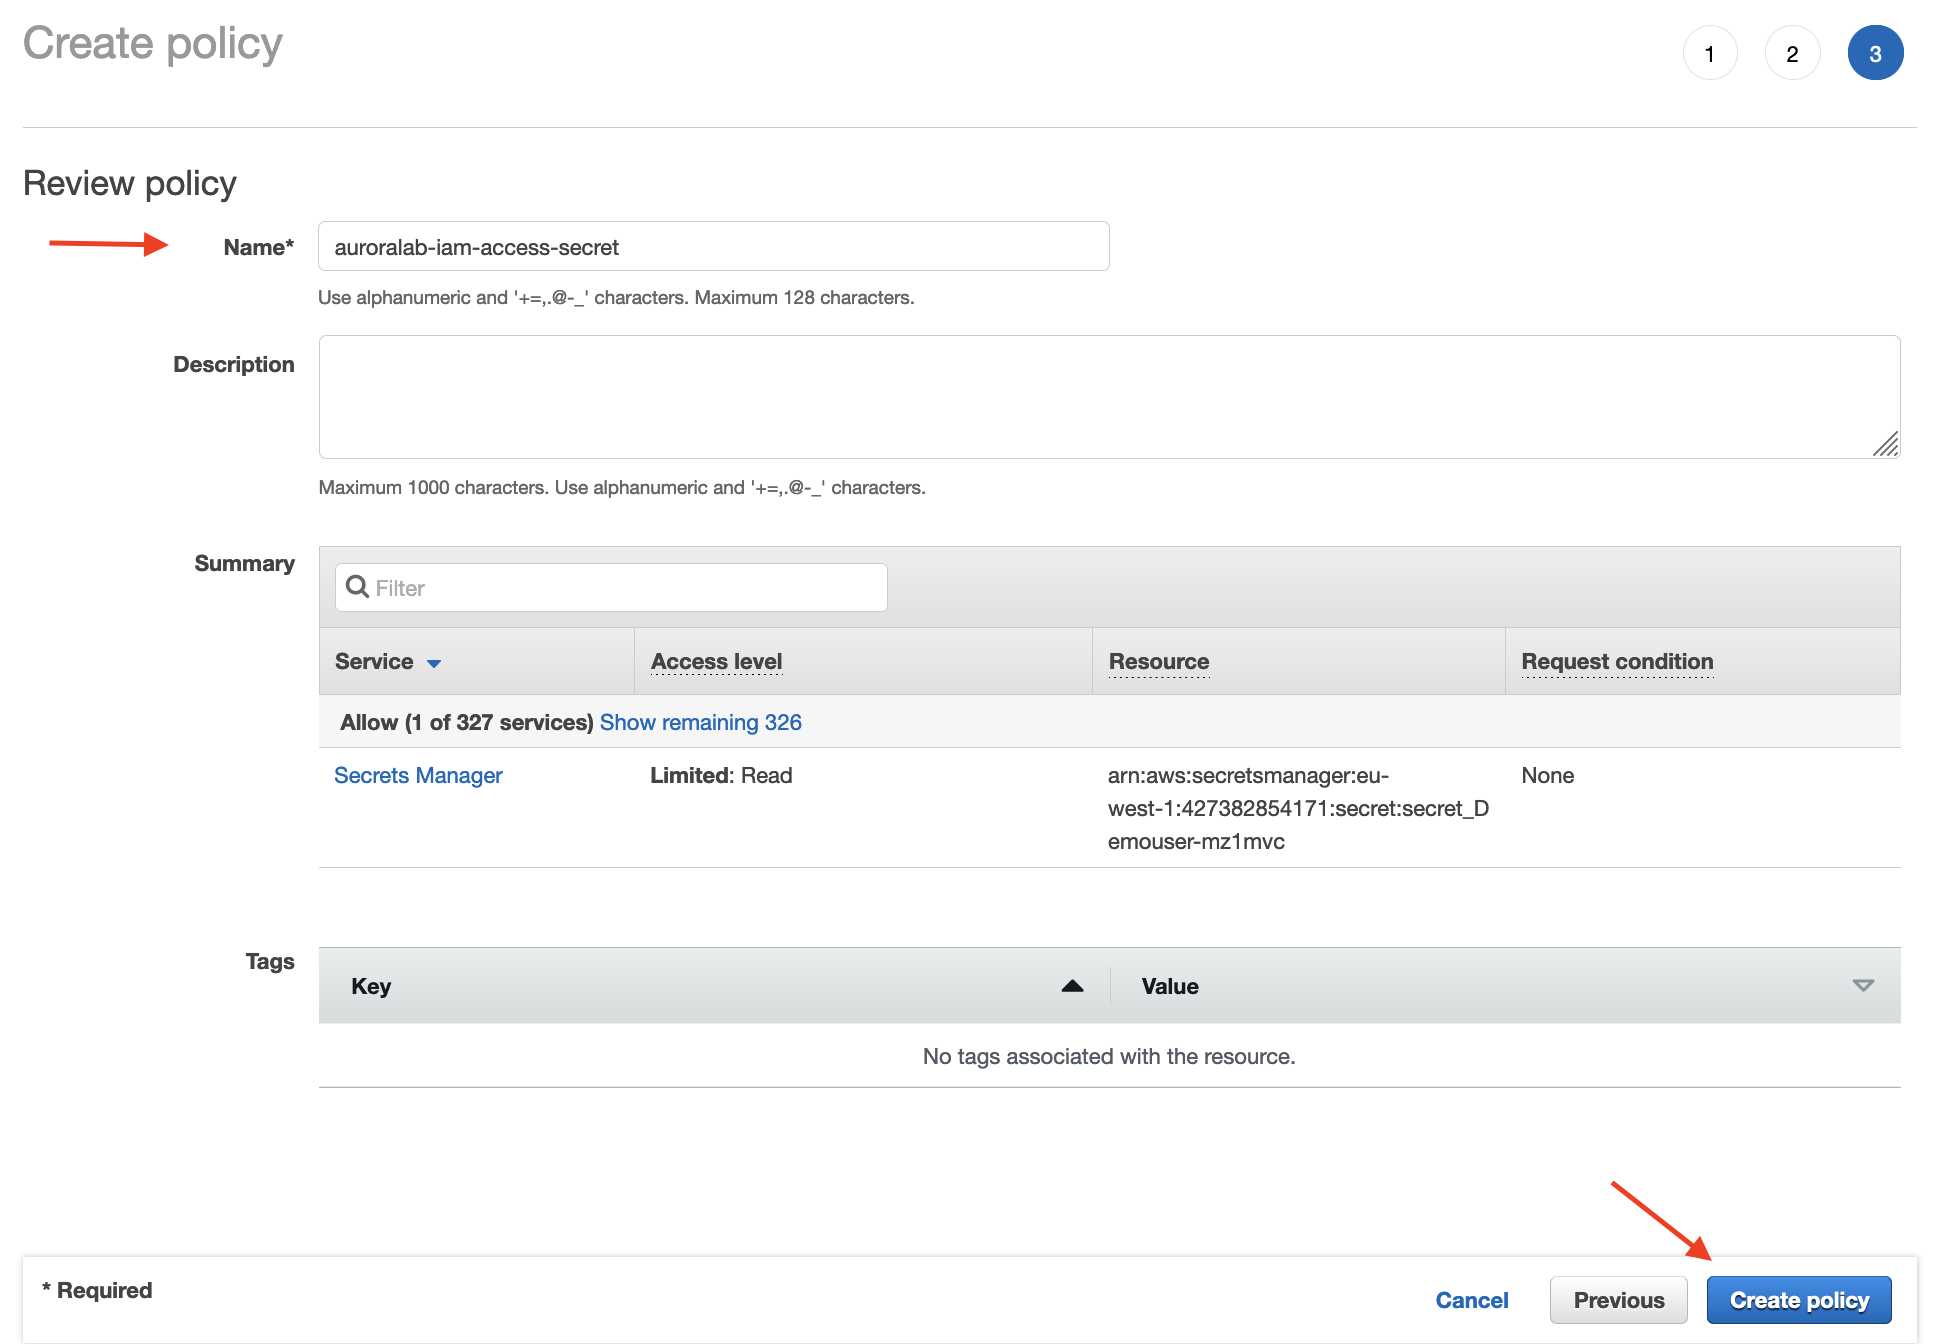 Create policy
1 2 3
Review policy
Name* auroralab-iam-access-secret
Use alphanumeric and '+=,.@-_' characters. Maximum 128 characters.
Description
Maximum 1000 characters. Use alphanumeric and '+=,.@-_' characters.
Summary
Filter
Service Access level Resource Request condition
Allow (1 of 327 services) Show remaining 326
Secrets Manager Limited: Read arn:aws:secretsmanager:eu- None
west-1:427382854171:secret:secret_D
emouser-mz1mvc
Tags
Key Value
No tags associated with the resource.
* Required
Cancel Previous Create policy